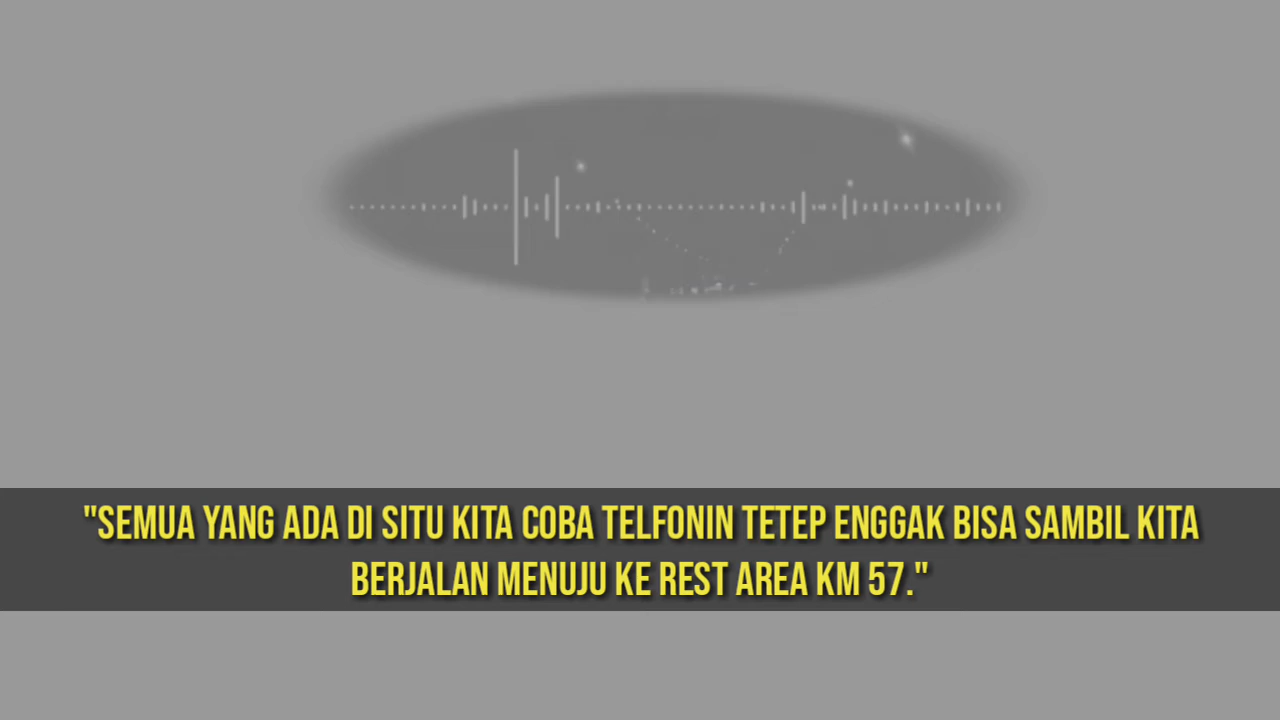 "SEMUA YANG ADA DI SITU KITA COBA TELFONIN TETEP ENGGAK BISA SAMBIL KITA
BERJALAN MENUJU KE REST AREA KM 57."